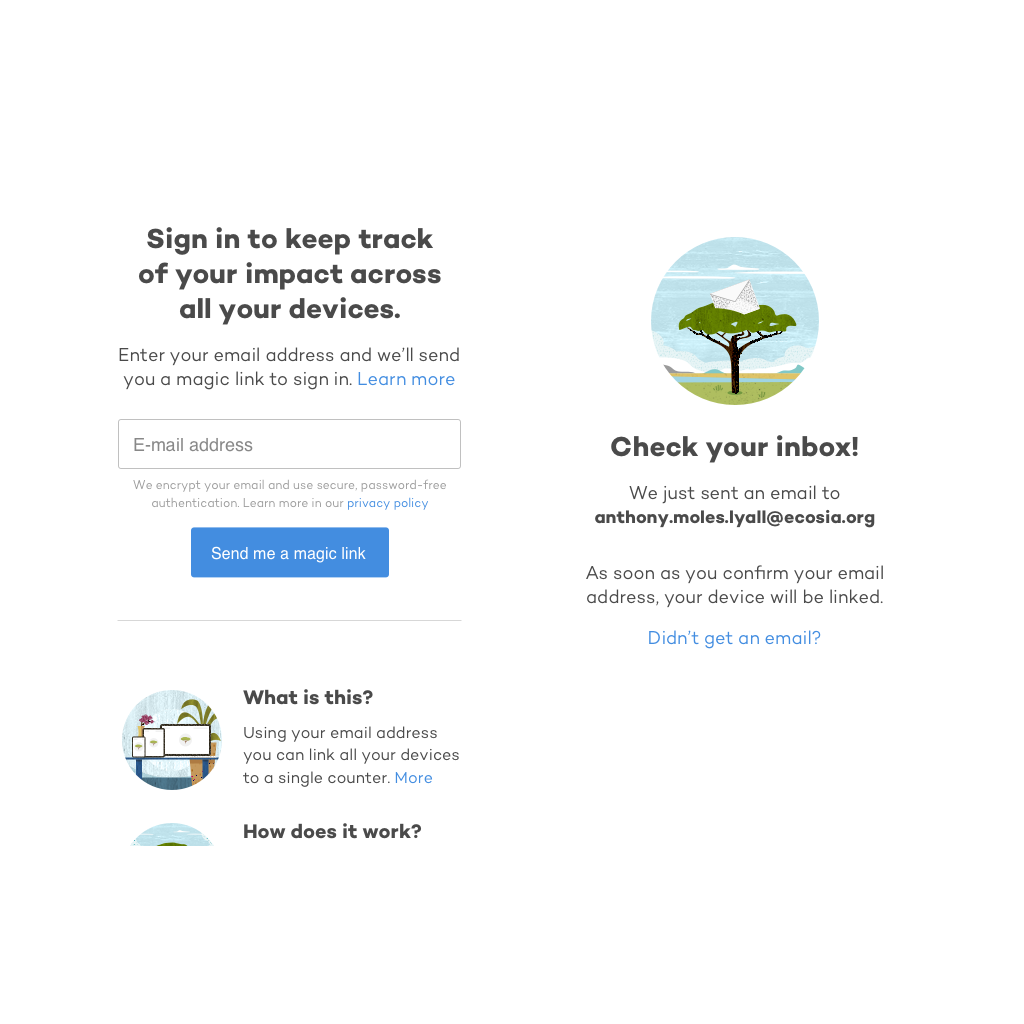 Sign in to keep track
of your impact across
all your devices.
Enter your email address and we’ll send
you a magic link to sign in. Learn more
E-mail address
We encrypt your email and use secure, password-free
authentication. Learn more in our privacy policy
Send me a magic link
What is this?
Using your email address
you can link all your devices
to a single counter. More
How does it work?
Check your inbox!
We just sent an email to
anthony.moles.lyall@ecosia.org
As soon as you confirm your email
address, your device will be linked.
Didn’t get an email?